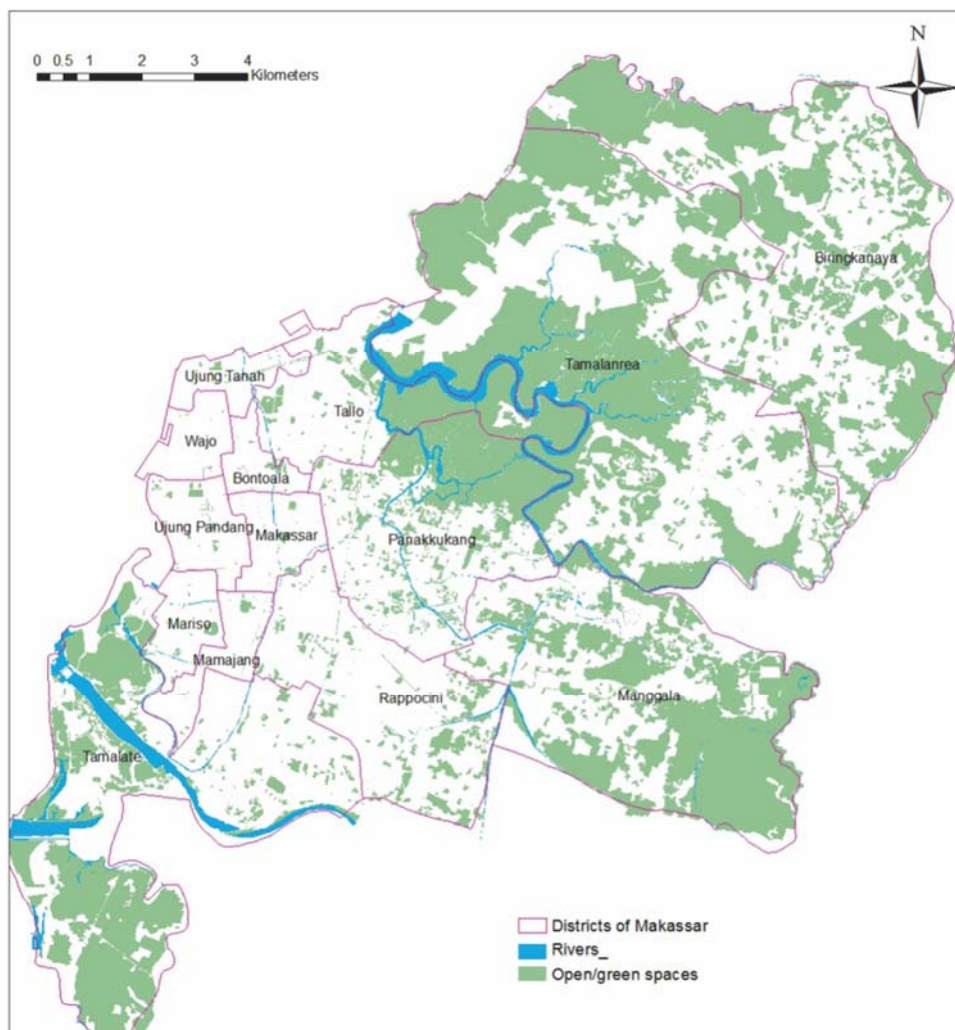 N
0 0.5 1 2 3 4
Kilometers
Biringkanaya
Tamalanrea
Ujung Tanah
Tallo
Wajo
Bontoala
Ujung Pandang
Makassar
Panakkukang
Mariso
Mamajang
Rappocini
Manggala
Tamalate
Districts of Makassar
Rivers_
Open/green spaces